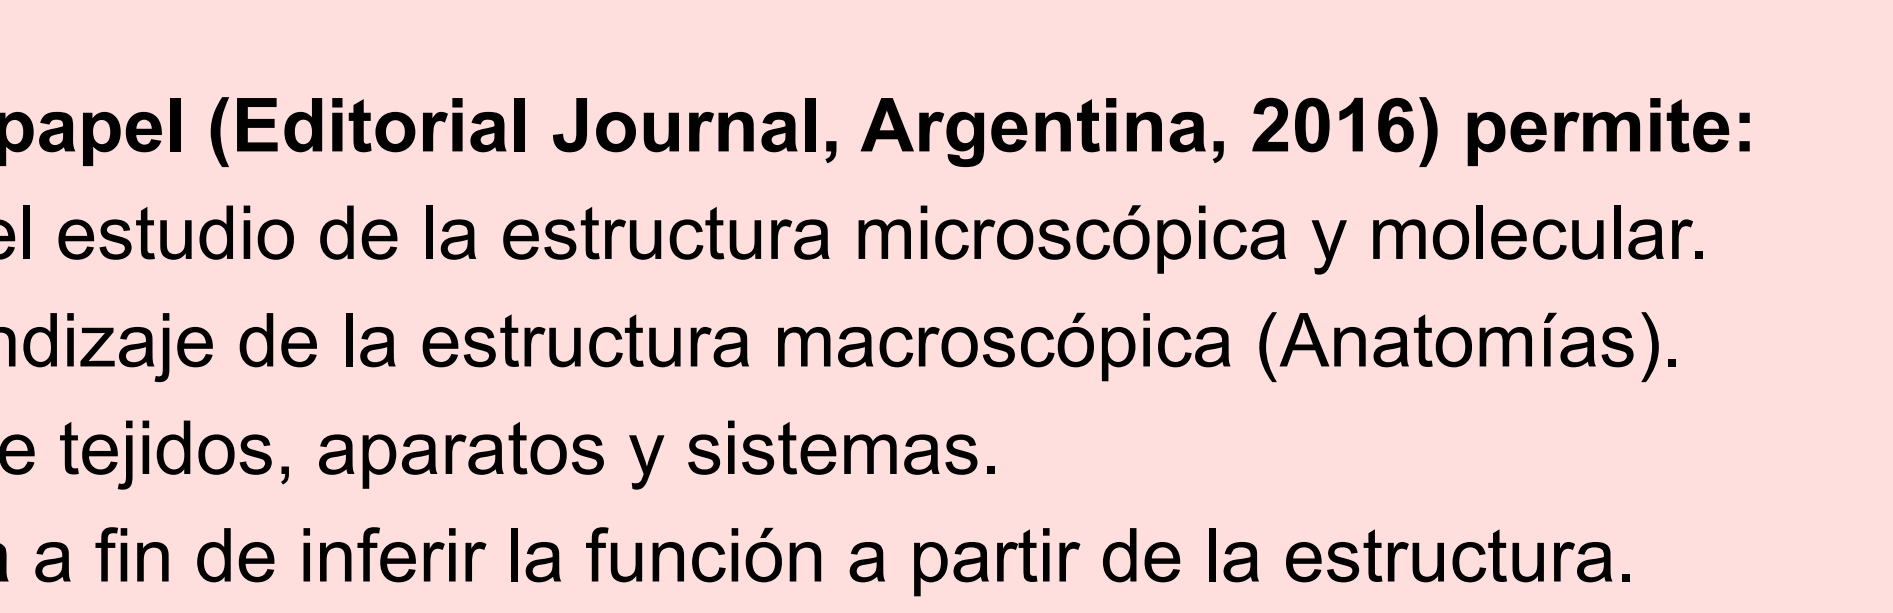 papel (Editorial Journal, Argentina, 2016) permite:
el estudio de la estructura microscópica y molecular.
ndizaje de la estructura macroscópica (Anatomías).
e tejidos, aparatos y sistemas.
a a fin de inferir la función a partir de la estructura.